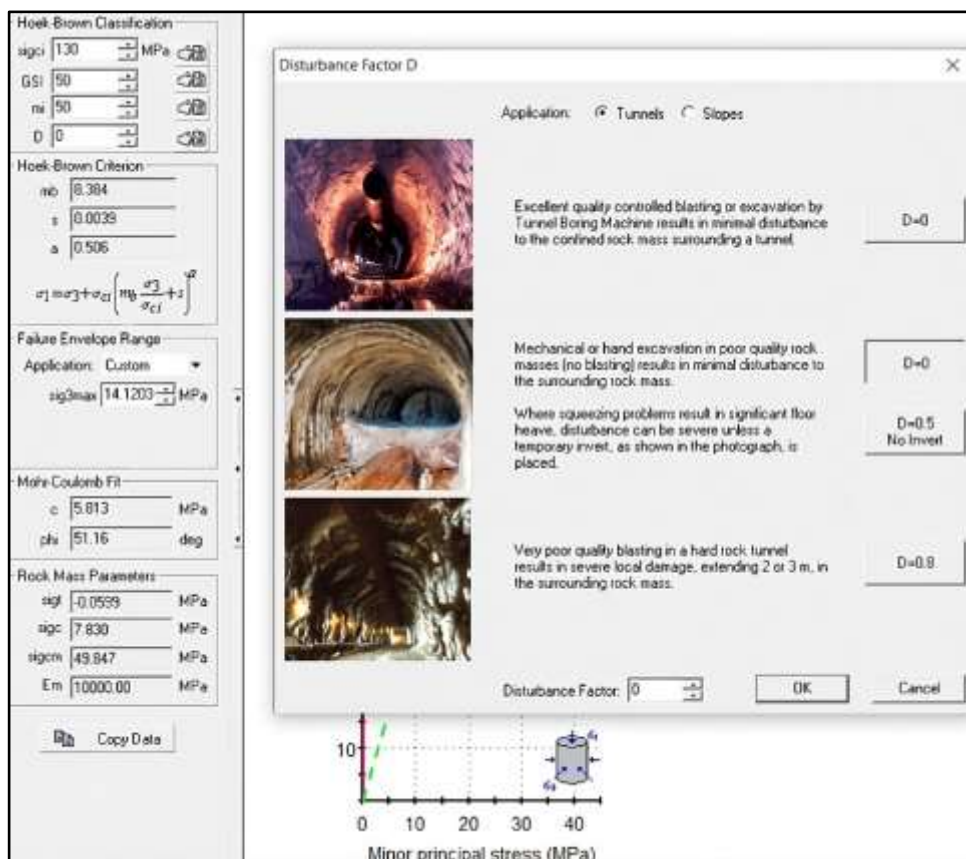 Hoek-Brown Classification
sigci 130 MPa
GSI 50
mi 50
D 0
Hoek-Brown Criterion
mb 8.384
s 0.0039
a 0.506
σ1=σ3+σci(mb σ3/σci+s)^a
Failure Envelope Range
Application: Custom
sig3max 14.1203 MPa
Mohr-Coulomb Fit
c 5.813 MPa
phi 51.16 deg
Rock Mass Parameters
sigt -0.0599 MPa
sigc 7.830 MPa
sigcm 49.847 MPa
Em 10000.00 MPa
Copy Data
Disturbance Factor D
Application: Tunnels Slopes
Excellent quality controlled blasting or excavation by
Tunnel Boring Machine results in minimal disturbance
to the confined rock mass surrounding a tunnel.
D=0
Mechanical or hand excavation in poor quality rock
masses (no blasting) results in minimal disturbance to
the surrounding rock mass.
D=0
Where squeezing problems result in significant floor
heave, disturbance can be severe unless a
temporary invert, as shown in the photograph, is
placed.
D=0.5
No Invert
Very poor quality blasting in a hard rock tunnel
results in severe local damage, extending 2 or 3 m, in
the surrounding rock mass.
D=0.8
Disturbance Factor: 0
OK
Cancel
10
0 10 20 30 40
Minor principal stress (MPa)